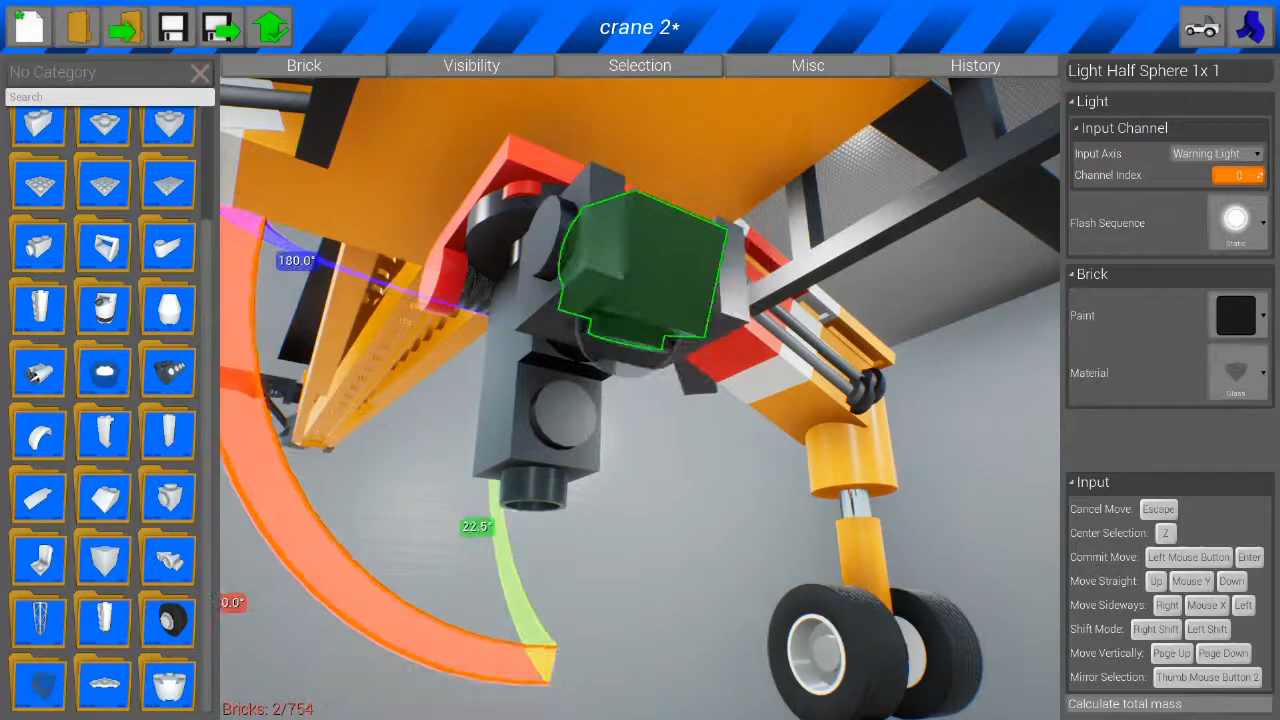 crane 2*
No Category
Search
Brick
Visibility
Selection
Misc
History
180.0°
22.5°
0.0°
Bricks: 2/754
Light Half Sphere 1x 1
Light
Input Channel
Input Axis
Warning Light
Channel Index
0
Flash Sequence
Static
Brick
Paint
Material
Glass
Input
Cancel Move: Escape
Center Selection: Z
Commit Move: Left Mouse Button Enter
Move Straight: Up Mouse Y Down
Move Sideways: Right Mouse X Left
Shift Mode: Right Shift Left Shift
Move Vertically: Page Up Page Down
Mirror Selection: Thumb Mouse Button 2
Calculate total mass